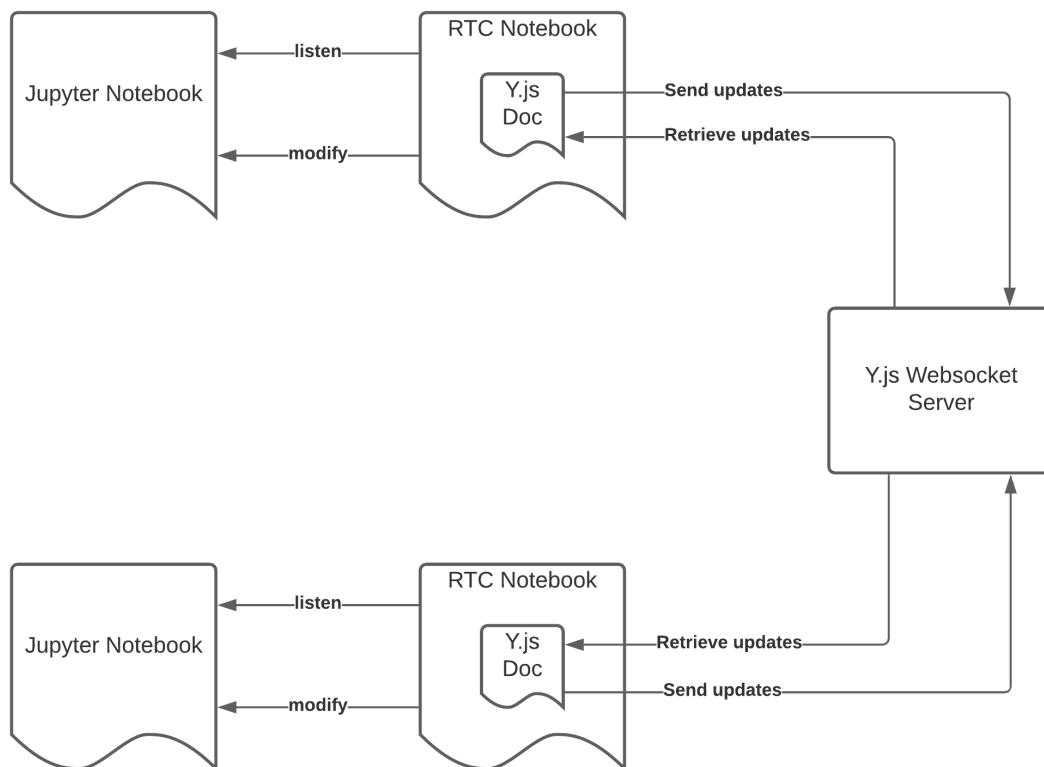 RTC Notebook
listen
Jupyter Notebook
Y.js
Doc
Send updates
Retrieve updates
modify
Y.js Websocket
Server
RTC Notebook
listen
Jupyter Notebook
Y.js
Doc
Retrieve updates
Send updates
modify